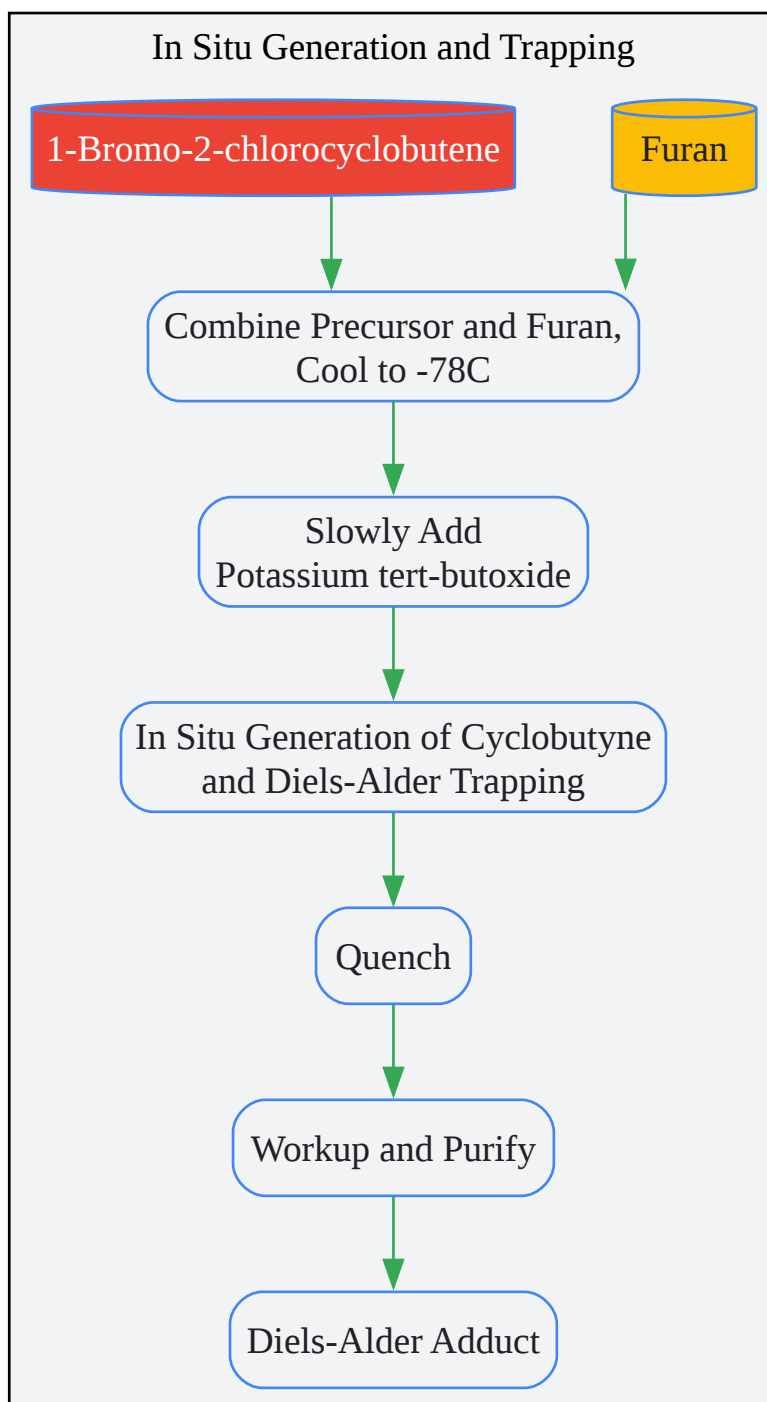 In Situ Generation and Trapping
1-Bromo-2-chlorocyclobutene
Furan
Combine Precursor and Furan,
Cool to -78C
Slowly Add
Potassium tert-butoxide
In Situ Generation of Cyclobutyne
and Diels-Alder Trapping
Quench
Workup and Purify
Diels-Alder Adduct